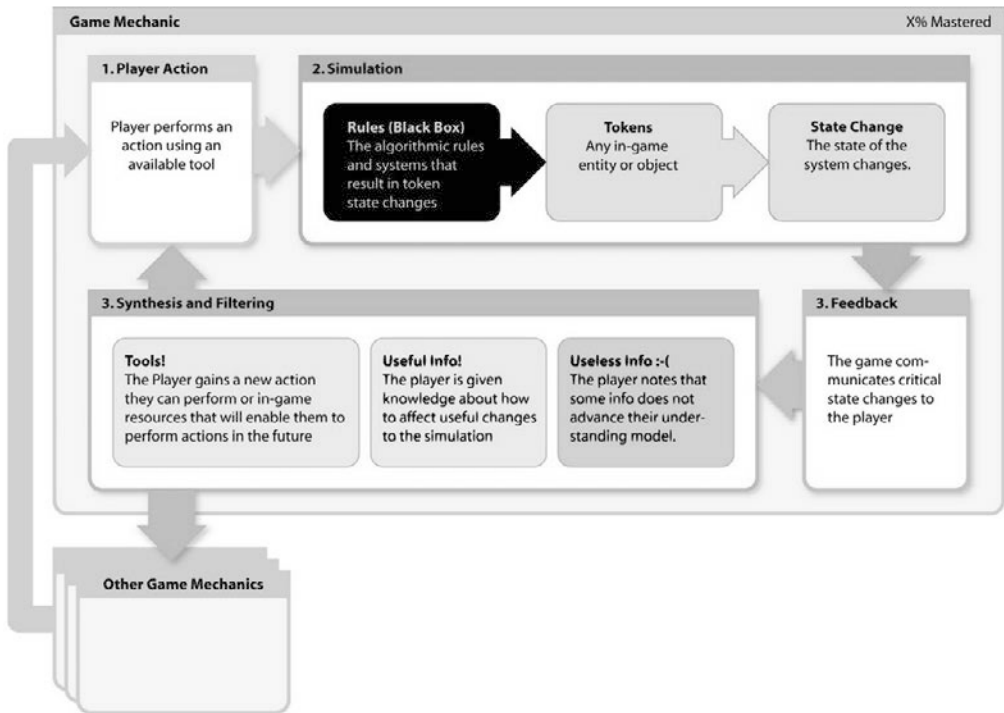 Game Mechanic
X% Mastered
1. Player Action
Player performs an
action using an
available tool
2. Simulation
Rules (Black Box)
The algorithmic rules
and systems that
result in token
state changes
Tokens
Any in-game
entity or object
State Change
The state of the
system changes.
3. Synthesis and Filtering
Tools!
The Player gains a new action
they can perform or in-game
resources that will enable them to
perform actions in the future
Useful Info!
The player is given
knowledge about how
to affect useful changes
to the simulation
Useless Info :-(
The player notes that
some info does not
advance their under-
standing model.
3. Feedback
The game com-
municates critical
state changes to
the player
Other Game Mechanics